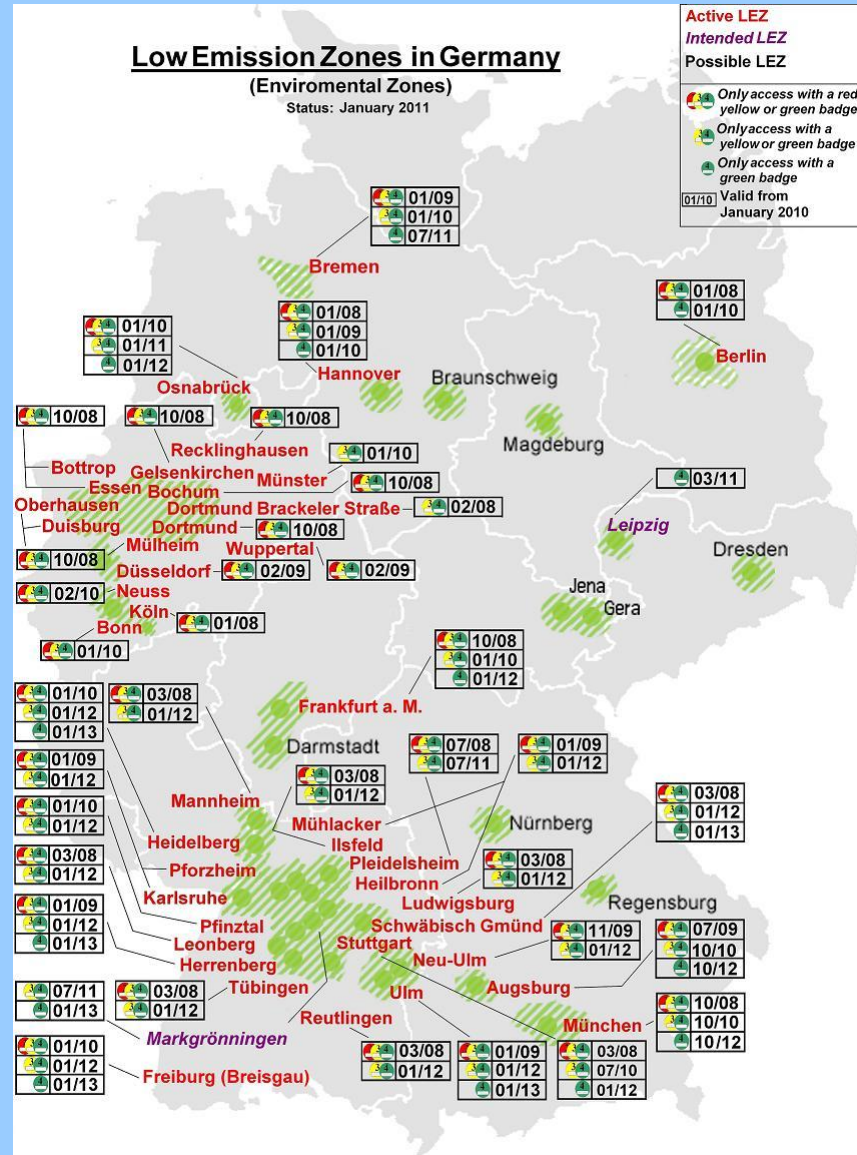 Low Emission Zones in Germany
(Enviromental Zones)
Status: January 2011
Active LEZ
Intended LEZ
Possible LEZ
Only access with a red
yellow or green badge
Only access with a
yellow or green badge
Only access with a
green badge
01/10 Valid from
January 2010
01/09
01/10
07/11
Bremen
01/08
01/10
Berlin
01/10
01/11
01/12
Osnabrück
01/08
01/09
01/10
Hannover
Braunschweig
Magdeburg
10/08
10/08
10/08
Recklinghausen
Bottrop
Gelsenkirchen
Münster
01/10
Essen
Bochum
10/08
Oberhausen
Dortmund Brackeler Straße
02/08
Duisburg
Dortmund
10/08
Mülheim
Wuppertal
10/08
Düsseldorf
02/09
02/09
02/10
Neuss
Köln
01/08
Bonn
01/10
03/11
Leipzig
Dresden
Jena
Gera
10/08
01/10
01/12
Frankfurt a. M.
Darmstadt
01/10
01/12
01/13
03/08
01/12
Mannheim
03/08
01/12
07/08
07/11
01/09
01/12
01/09
01/12
Heidelberg
Mühlacker
Ilsfeld
Nürnberg
03/08
01/12
01/13
01/10
01/12
Pforzheim
Pleidelsheim
Heilbronn
03/08
01/12
03/08
01/12
Karlsruhe
Ludwigsburg
Regensburg
Pfinztal
Schwäbisch Gmünd
01/09
01/12
01/13
Leonberg
Stuttgart
11/09
01/12
07/09
10/10
10/12
Herrenberg
Neu-Ulm
Augsburg
07/11
01/13
03/08
01/12
Tübingen
Ulm
Markgrönningen
Reutlingen
München
10/08
10/10
10/12
01/10
01/12
01/13
Freiburg (Breisgau)
03/08
01/12
01/09
01/12
01/13
03/08
07/10
01/12